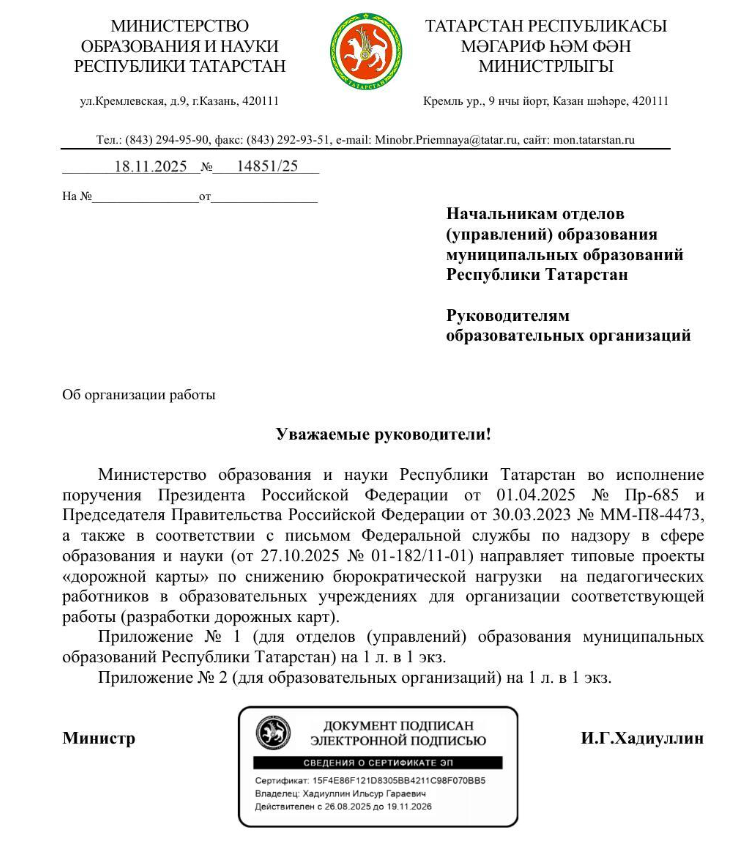 МИНИСТЕРСТВО
ОБРАЗОВАНИЯ И НАУКИ
РЕСПУБЛИКИ ТАТАРСТАН
ул.Кремлевская, д.9, г.Казань, 420111
ТАТАРСТАН
ТАТАРСТАН РЕСПУБЛИКАСЫ
МӘГАРИФ ҺӘМ ФӘН
МИНИСТРЛЫГЫ
Кремль ур., 9 нчы йорт, Казан шәһәре, 420111
Тел.: (843) 294-95-90, факс: (843) 292-93-51, e-mail: Minobr.Priemnaya@tatar.ru, сайт: mon.tatarstan.ru
18.11.2025 № 14851/25
На №_________________от_________________
Начальникам отделов
(управлений) образования
муниципальных образований
Республики Татарстан
Руководителям
образовательных организаций
Об организации работы
Уважаемые руководители!
Министерство образования и науки Республики Татарстан во исполнение
поручения Президента Российской Федерации от 01.04.2025 № Пр-685 и
Председателя Правительства Российской Федерации от 30.03.2023 № ММ-П8-4473,
а также в соответствии с письмом Федеральной службы по надзору в сфере
образования и науки (от 27.10.2025 № 01-182/11-01) направляет типовые проекты
«дорожной карты» по снижению бюрократической нагрузки на педагогических
работников в образовательных учреждениях для организации соответствующей
работы (разработки дорожных карт).
Приложение № 1 (для отделов (управлений) образования муниципальных
образований Республики Татарстан) на 1 л. в 1 экз.
Приложение № 2 (для образовательных организаций) на 1 л. в 1 экз.
Министр
ДОКУМЕНТ ПОДПИСАН
ЭЛЕКТРОННОЙ ПОДПИСЬЮ
СВЕДЕНИЯ О СЕРТИФИКАТЕ ЭП
Сертификат: 15F4E86F121D8305BB4211C98F070BB5
Владелец: Хадиуллин Ильсур Гараевич
Действителен с 26.08.2025 до 19.11.2026
И.Г.Хадиуллин